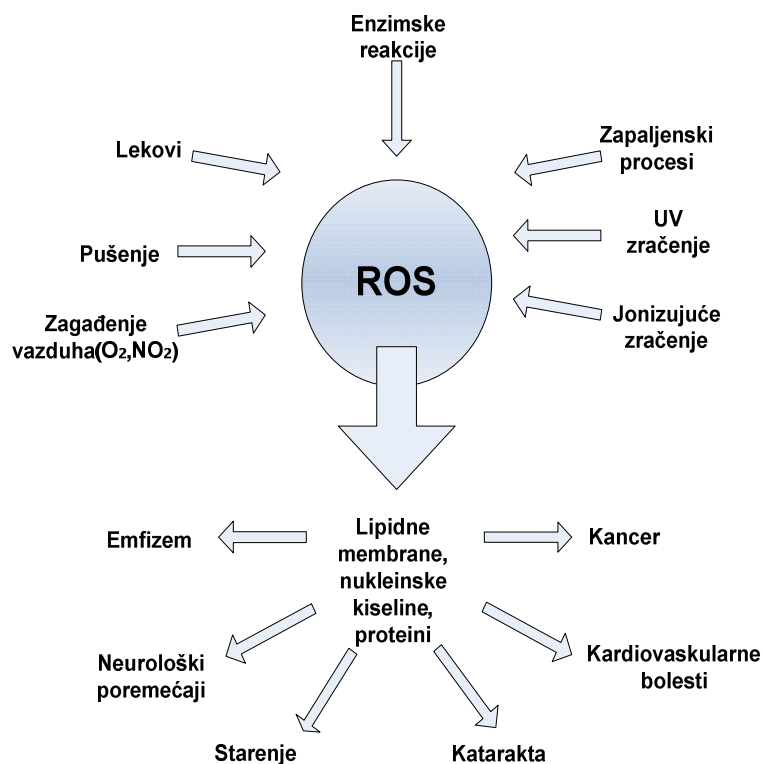 Enzimske
reakcije
Lekovi
Zapaljenski
procesi
Pušenje
UV
zračenje
ROS
Zagađenje
vazduha(O₂,NO₂)
Jonizujuće
zračenje
Emfizem
Lipidne
membrane,
nukleinske
kiseline,
proteini
Kancer
Neurološki
poremećaji
Kardiovaskularne
bolesti
Starenje
Katarakta